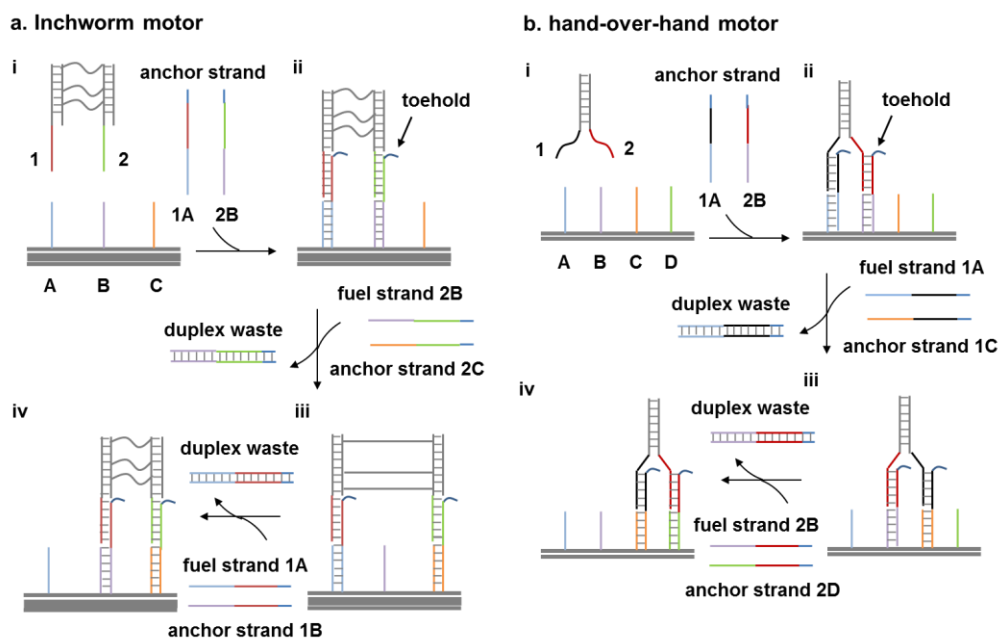 a. Inchworm motor
i
anchor strand
ii
toehold
1
2
1A
2B
A
B
C
fuel strand 2B
duplex waste
anchor strand 2C
iv
iii
duplex waste
fuel strand 1A
anchor strand 1B
b. hand-over-hand motor
i
anchor strand
ii
toehold
1
2
1A
2B
A
B
C
D
fuel strand 1A
duplex waste
anchor strand 1C
iv
iii
duplex waste
fuel strand 2B
anchor strand 2D